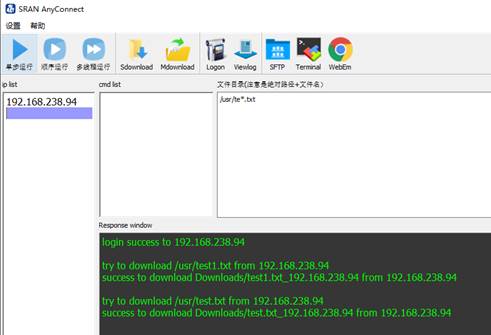 SRAN AnyConnect
设置 帮助
单步运行 顺序运行 多线程运行 Sdownload Mdownload Logon Viewlog SFTP Terminal WebEm
ip list
cmd list
文件目录(注意是绝对路径+文件名)
192.168.238.94
/usr/te*.txt
Response window
login success to 192.168.238.94
try to download /usr/test1.txt from 192.168.238.94
success to download Downloads/test1.txt_192.168.238.94 from 192.168.238.94
try to download /usr/test.txt from 192.168.238.94
success to download Downloads/test.txt_192.168.238.94 from 192.168.238.94